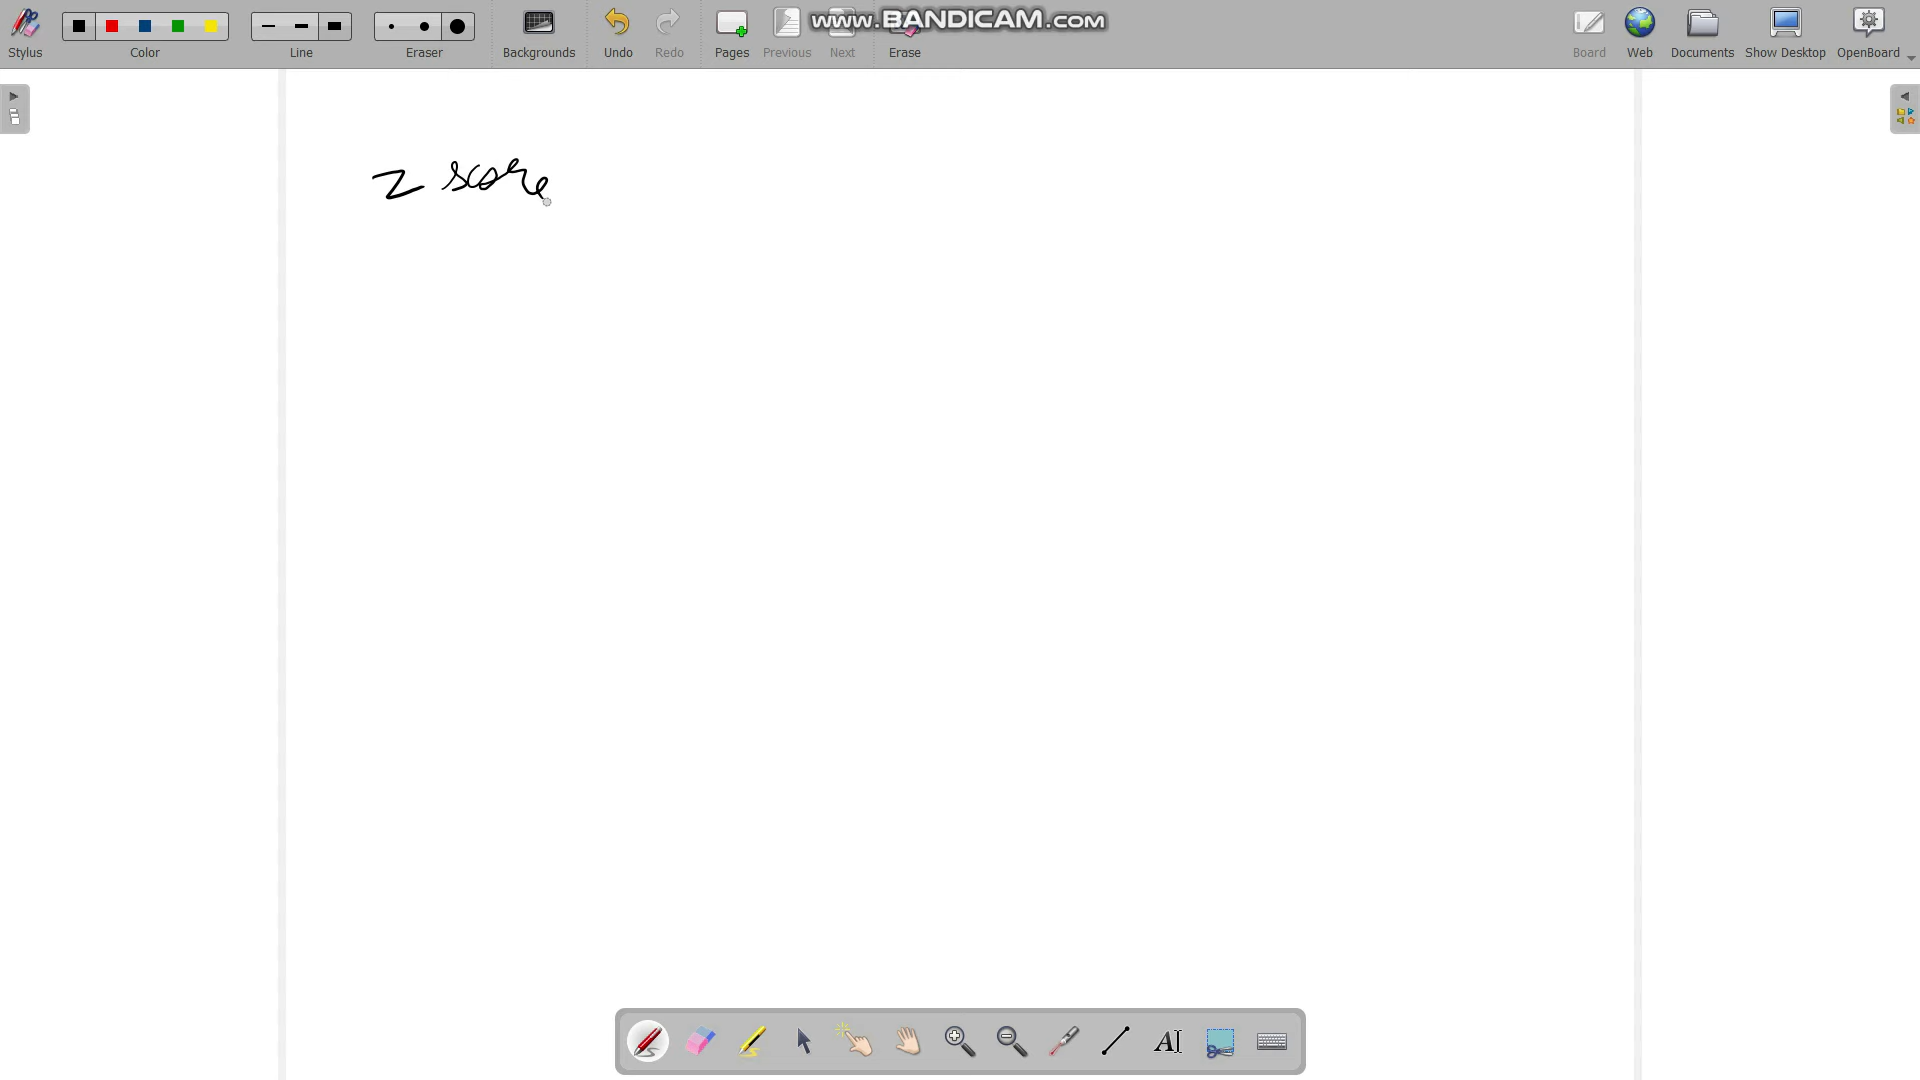 www.BANDICAM.com
Stylus Color Line Eraser Backgrounds Undo Redo Pages Previous Next Erase Board Web Documents Show Desktop OpenBoard
z score
AI